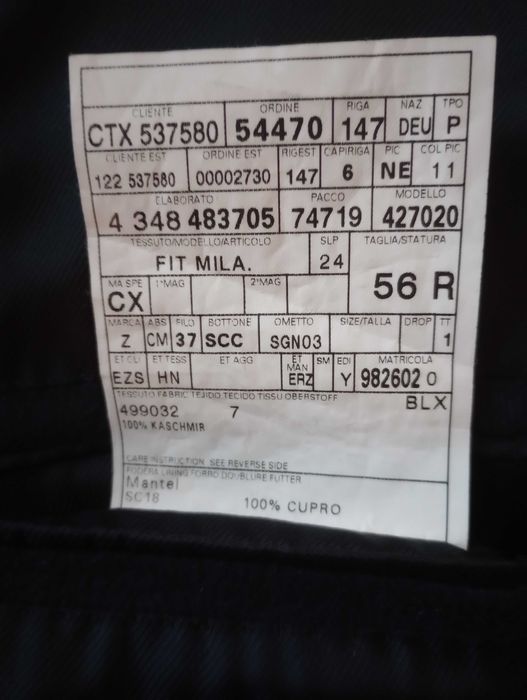 CLIENTE ORDINE RIGA NAZ TPO
CTX 537580 54470 147 DEU P
CLIENTE EST ORDINE EST RIGEST CAPIRIGA PIC COL PIC
122 537580 00002730 147 6 NE 11
ELABORATO PACCO MODELLO
4 348 483705 74719 427020
TESSUTO/MODELLO/ARTICOLO SLP TAGLIA/STATURA
FIT MILA. 24 56 R
MA SPE 1°MAG 2°MAG
CX
MARCA ABS FILO BOTTONE OMETTO SIZE/TALLA DROP TT
Z CM 37 SCC SGN03 1
ET CLI ET TESS ET AGG ET MAN SM EDI MATRICOLA
EZS HN ERZ Y 982602 0
TESSUTO FABRIC TEJIDO TECIDO TISSU OBERSTOFF BLX
499032 7
100% KASCHMIR
CARE INSTRUCTION SEE REVERSE SIDE
FODERA LINING FORRO DOUBLURE FUTTER
Mantel
SC18 100% CUPRO